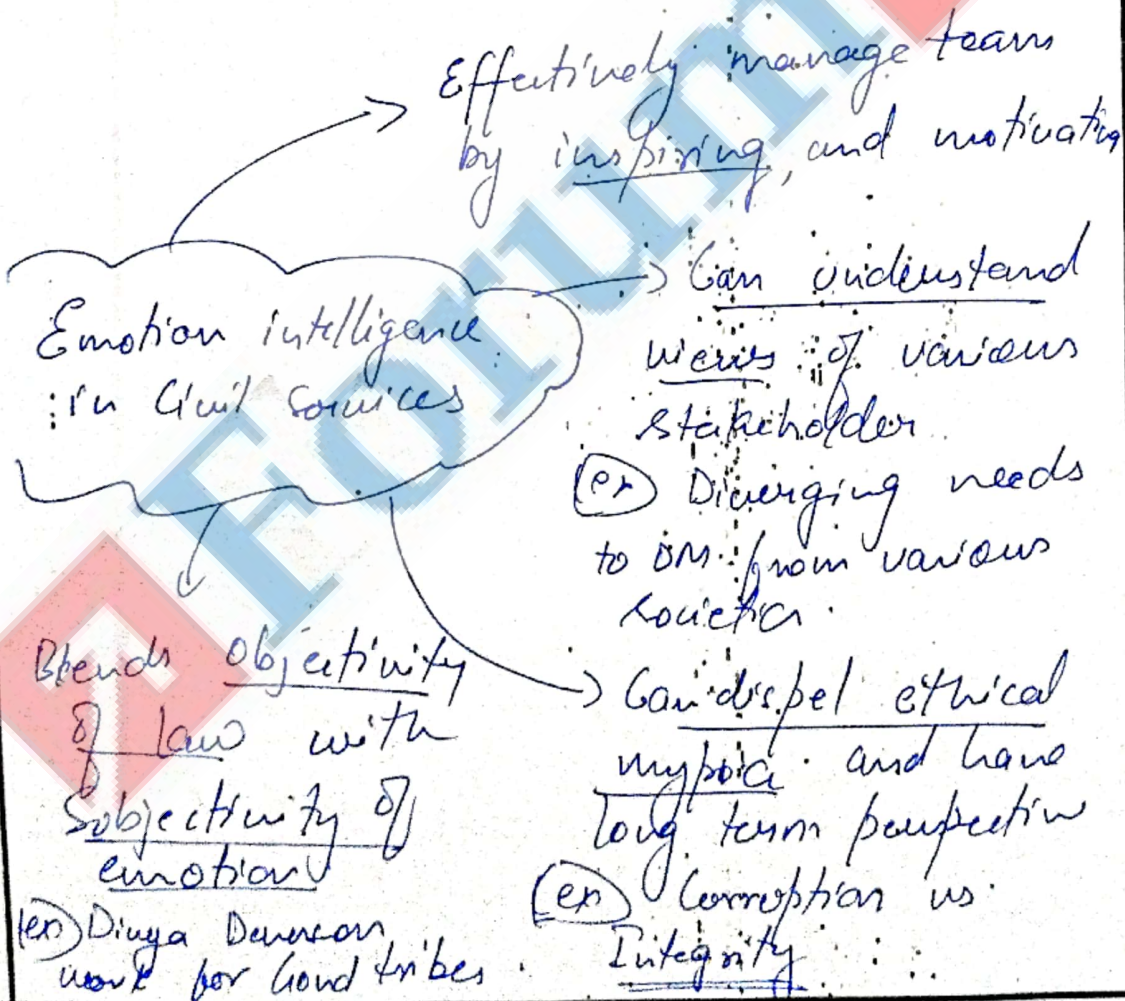 Effectively manage team
by inspiring, and motivating
Emotion intelligence
in Civil Services
Can understand
views of various
stakeholder
(ex) Diverging needs
to DM from various
societies.
Blends objectivity
of law with
subjectivity of
emotion
(ex) Divya Devarajan
work for Gond tribes.
Can dispel ethical
myopia and have
long term perspective
(ex) Corruption vs
Integrity
Forum